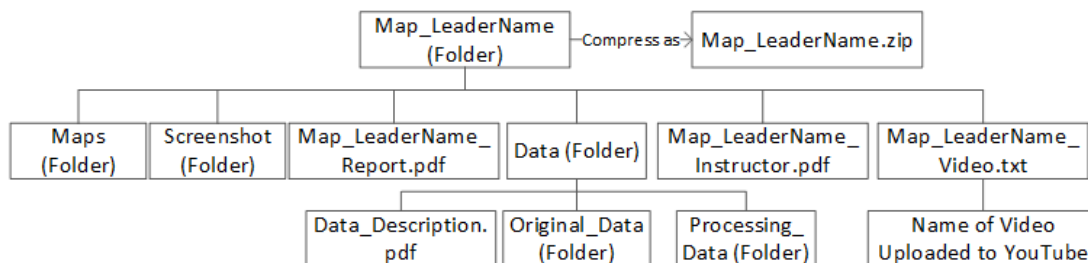 Map_LeaderName
(Folder)
Compress as
Map_LeaderName.zip
Maps
(Folder)
Screenshot
(Folder)
Map_LeaderName_
Report.pdf
Data (Folder)
Map_LeaderName_
Instructor.pdf
Map_LeaderName_
Video.txt
Data_Description.
pdf
Original_Data
(Folder)
Processing_
Data (Folder)
Name of Video
Uploaded to YouTube